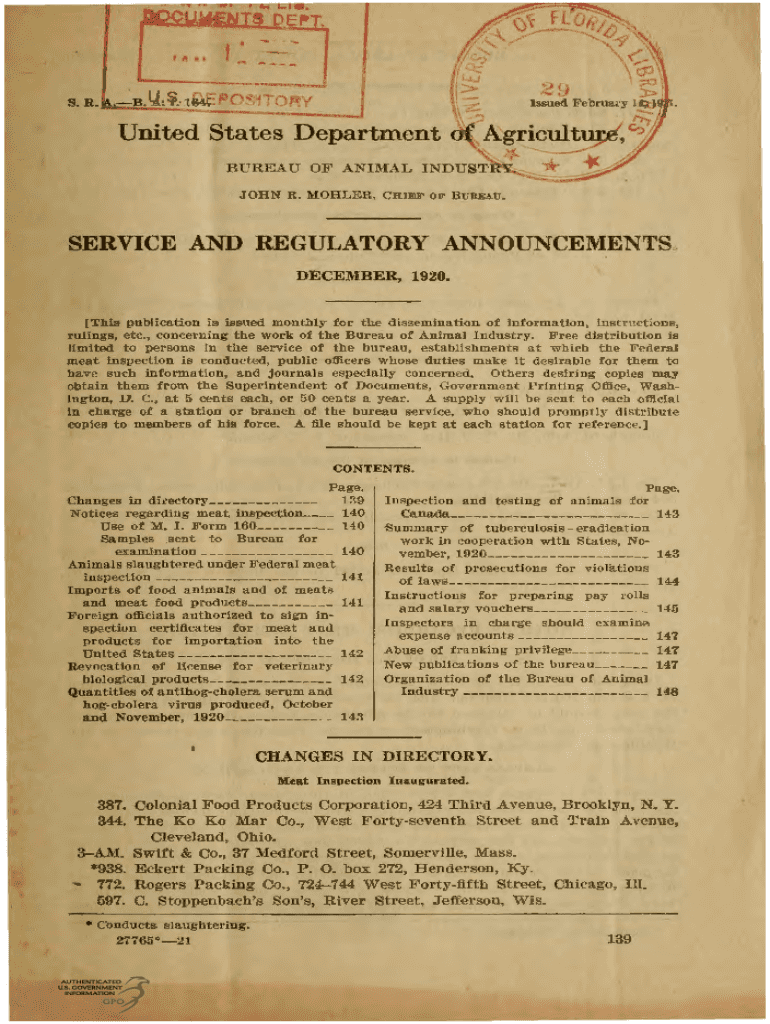 DOCUMENTS DEPT.
U.S. DEPOSITORY
UNIVERSITY OF FLORIDA LIBRARIES
29
S. R. A.—B. A. I. 164.
Issued February
United States Department of Agriculture,
BUREAU OF ANIMAL INDUSTRY.
JOHN R. MOHLER, CHIEF OF BUREAU.
SERVICE AND REGULATORY ANNOUNCEMENTS.
DECEMBER, 1920.
[This publication is issued monthly for the dissemination of information, instructions,
rulings, etc., concerning the work of the Bureau of Animal Industry. Free distribution is
limited to persons in the service of the bureau, establishments at which the Federal
meat inspection is conducted, public officers whose duties make it desirable for them to
have such information, and journals especially concerned. Others desiring copies may
obtain them from the Superintendent of Documents, Government Printing Office, Wash-
ington, D. C., at 5 cents each, or 50 cents a year. A supply will be sent to each official
in charge of a station or branch of the bureau service, who should promptly distribute
copies to members of his force. A file should be kept at each station for reference.]
CONTENTS.
Page.
Changes in directory 139
Notices regarding meat inspection 140
Use of M. I. Form 160 140
Samples sent to Bureau for
examination 140
Animals slaughtered under Federal meat
inspection 141
Imports of food animals and of meats
and meat food products 141
Foreign officials authorized to sign in-
spection certificates for meat and
products for importation into the
United States 142
Revocation of license for veterinary
biological products 142
Quantities of antihog-cholera serum and
hog-cholera virus produced, October
and November, 1920 143
Page.
Inspection and testing of animals for
Canada 143
Summary of tuberculosis-eradication
work in cooperation with States, No-
vember, 1920 143
Results of prosecutions for violations
of laws 144
Instructions for preparing pay rolls
and salary vouchers 145
Inspectors in charge should examine
expense accounts 147
Abuse of franking privilege 147
New publications of the bureau 147
Organization of the Bureau of Animal
Industry 148
CHANGES IN DIRECTORY.
Meat Inspection Inaugurated.
387. Colonial Food Products Corporation, 424 Third Avenue, Brooklyn, N. Y.
344. The Ko Ko Mar Co., West Forty-seventh Street and Train Avenue,
Cleveland, Ohio.
3–AM. Swift & Co., 37 Medford Street, Somerville, Mass.
*938. Eckert Packing Co., P. O. box 272, Henderson, Ky.
772. Rogers Packing Co., 724–744 West Forty-fifth Street, Chicago, Ill.
597. C. Stoppenbach's Son's, River Street, Jefferson, Wis.
* Conducts slaughtering.
27765°—21
139
AUTHENTICATED
U.S. GOVERNMENT
INFORMATION
GPO